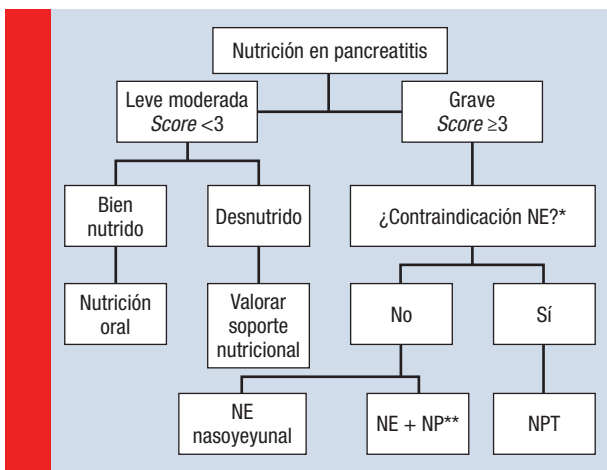 Nutrición en pancreatitis
Leve moderada
Score <3
Grave
Score ≥3
Bien
nutrido
Desnutrido
¿Contraindicación NE?*
Nutrición
oral
Valorar
soporte
nutricional
No
Sí
NE
nasoyeyunal
NE + NP**
NPT